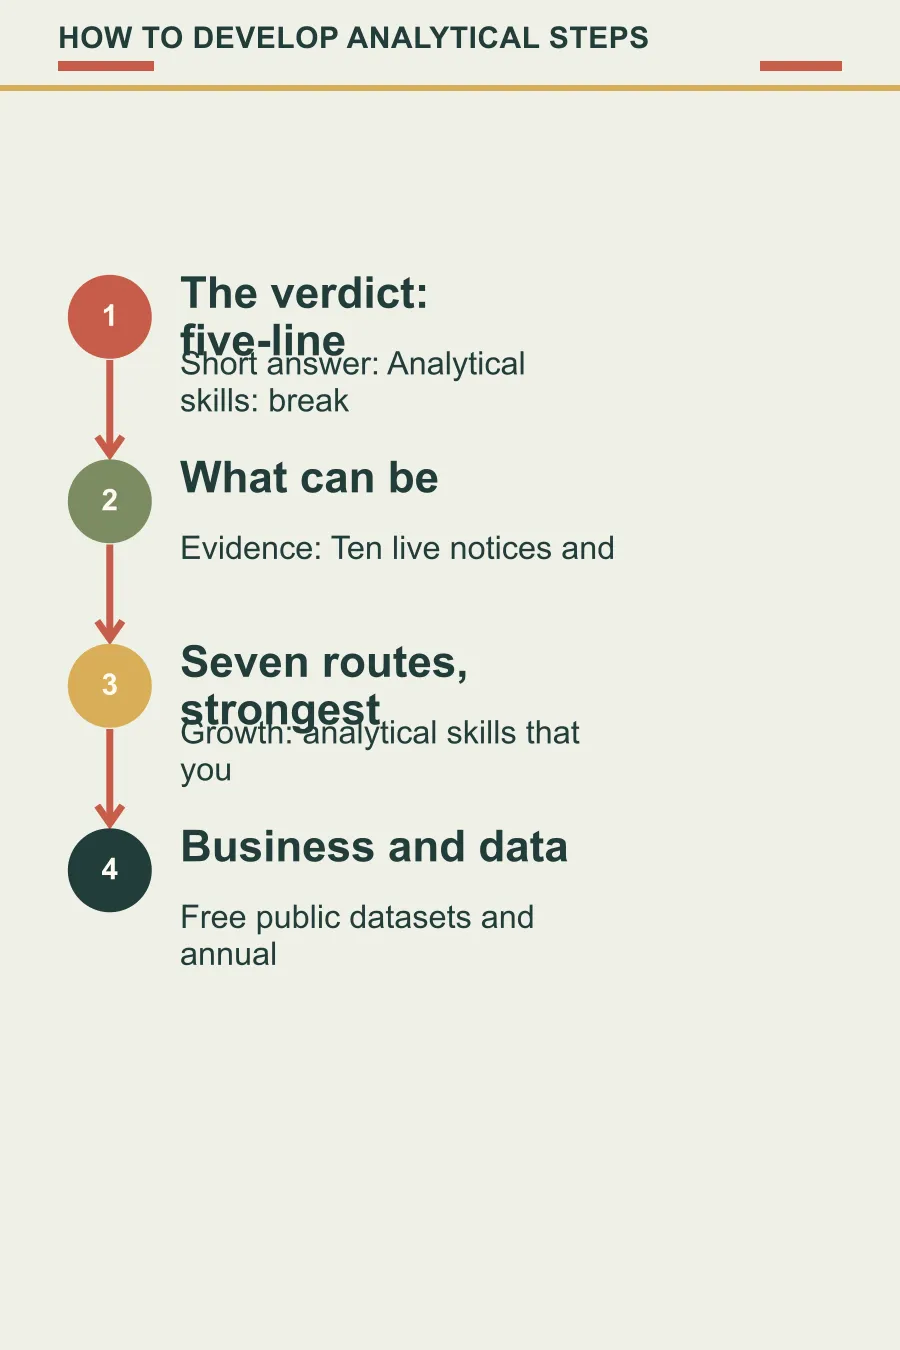 HOW TO DEVELOP ANALYTICAL STEPS
1
The verdict:
five-line
Short answer: Analytical
skills: break
2
What can be
Evidence: Ten live notices and
3
Seven routes,
strongest
Growth: analytical skills that
you
4
Business and data
Free public datasets and
annual